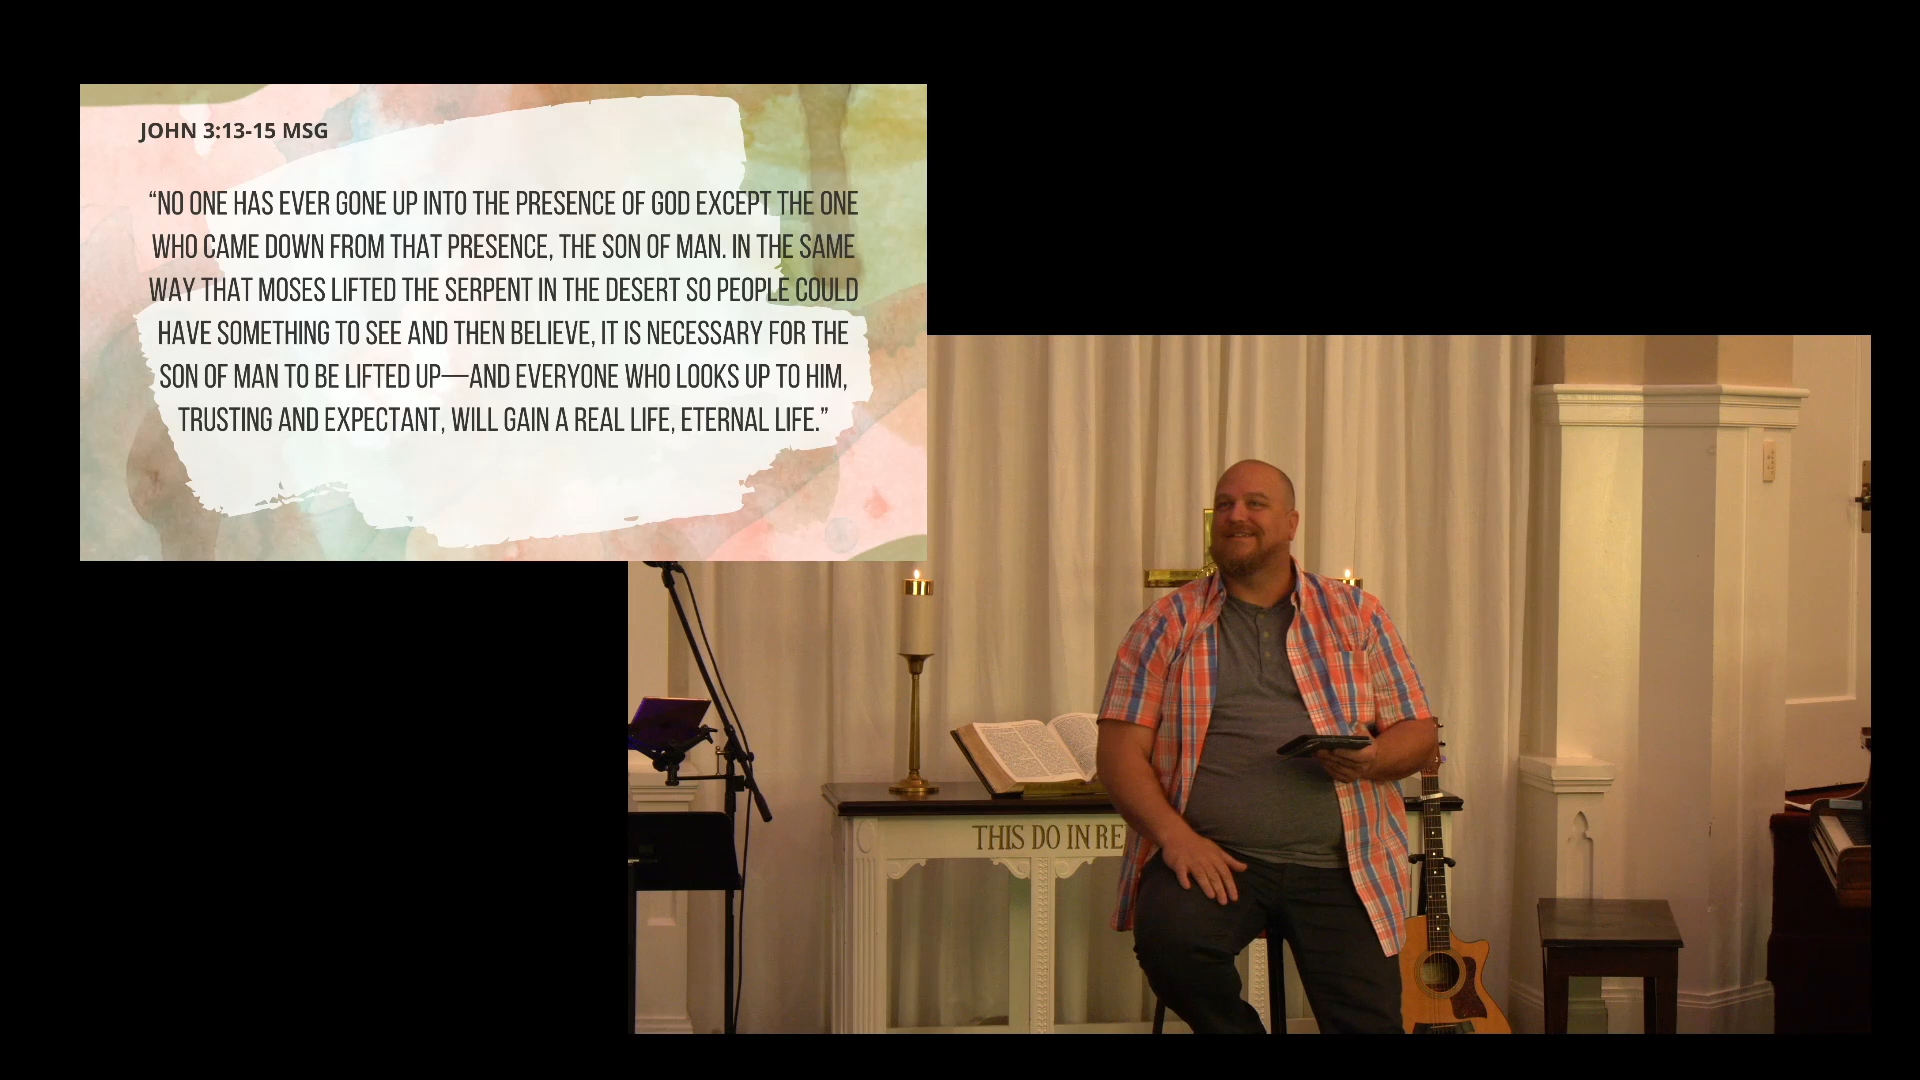 JOHN 3:13-15 MSG
“NO ONE HAS EVER GONE UP INTO THE PRESENCE OF GOD EXCEPT THE ONE
WHO CAME DOWN FROM THAT PRESENCE, THE SON OF MAN. IN THE SAME
WAY THAT MOSES LIFTED THE SERPENT IN THE DESERT SO PEOPLE COULD
HAVE SOMETHING TO SEE AND THEN BELIEVE, IT IS NECESSARY FOR THE
SON OF MAN TO BE LIFTED UP—AND EVERYONE WHO LOOKS UP TO HIM,
TRUSTING AND EXPECTANT, WILL GAIN A REAL LIFE, ETERNAL LIFE.”
THIS DO IN RE